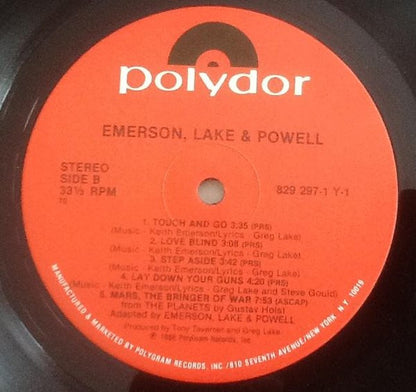 polydor
EMERSON, LAKE & POWELL
STEREO
SIDE B
33⅓ RPM
829 297-1 Y-1
1. TOUCH AND GO 3:35 (PRS)
(Music - Keith Emerson/Lyrics - Greg Lake)
2. LOVE BLIND 3:08 (PRS)
(Music - Keith Emerson/Lyrics - Greg Lake)
3. STEP ASIDE 3:42 (PRS)
(Music - Keith Emerson/Lyrics - Greg Lake)
4. LAY DOWN YOUR GUNS 4:20 (PRS)
(Music - Keith Emerson/Lyrics - Greg Lake and Steve Gould)
5. MARS, THE BRINGER OF WAR 7:53 (ASCAP)
from THE PLANETS by Gustav Holst
Adapted by EMERSON, LAKE & POWELL
Produced by Tony Taverner and Greg Lake
℗ 1986 Polygram Records, Inc.
MANUFACTURED & MARKETED BY POLYGRAM RECORDS, INC./810 SEVENTH AVENUE/NEW YORK, N.Y. 10019